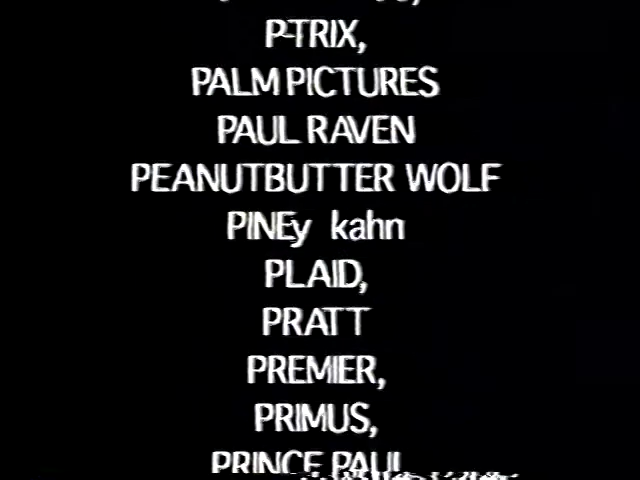 P-TRIX,
PALM PICTURES
PAUL RAVEN
PEANUTBUTTER WOLF
PINEy kahn
PLAID,
PRATT
PREMIER,
PRIMUS,
PRINCE PAUL